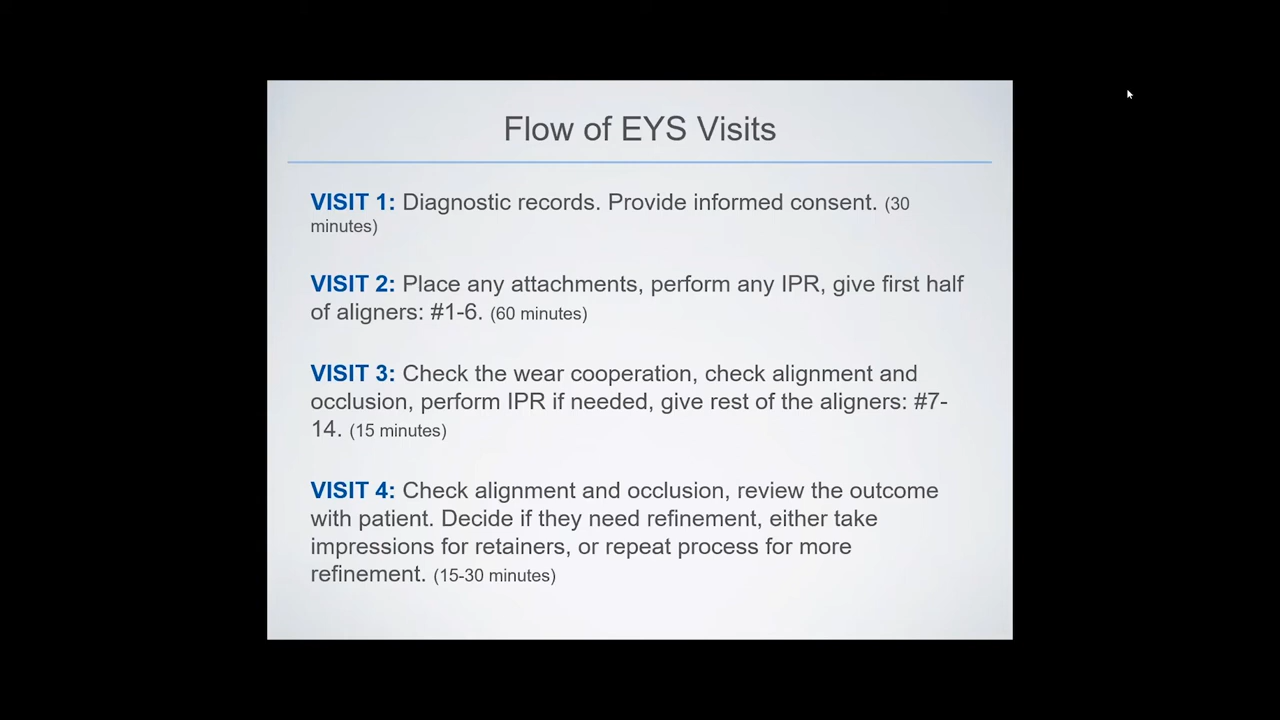 Flow of EYS Visits
VISIT 1: Diagnostic records. Provide informed consent. (30
minutes)
VISIT 2: Place any attachments, perform any IPR, give first half
of aligners: #1-6. (60 minutes)
VISIT 3: Check the wear cooperation, check alignment and
occlusion, perform IPR if needed, give rest of the aligners: #7-
14. (15 minutes)
VISIT 4: Check alignment and occlusion, review the outcome
with patient. Decide if they need refinement, either take
impressions for retainers, or repeat process for more
refinement. (15-30 minutes)